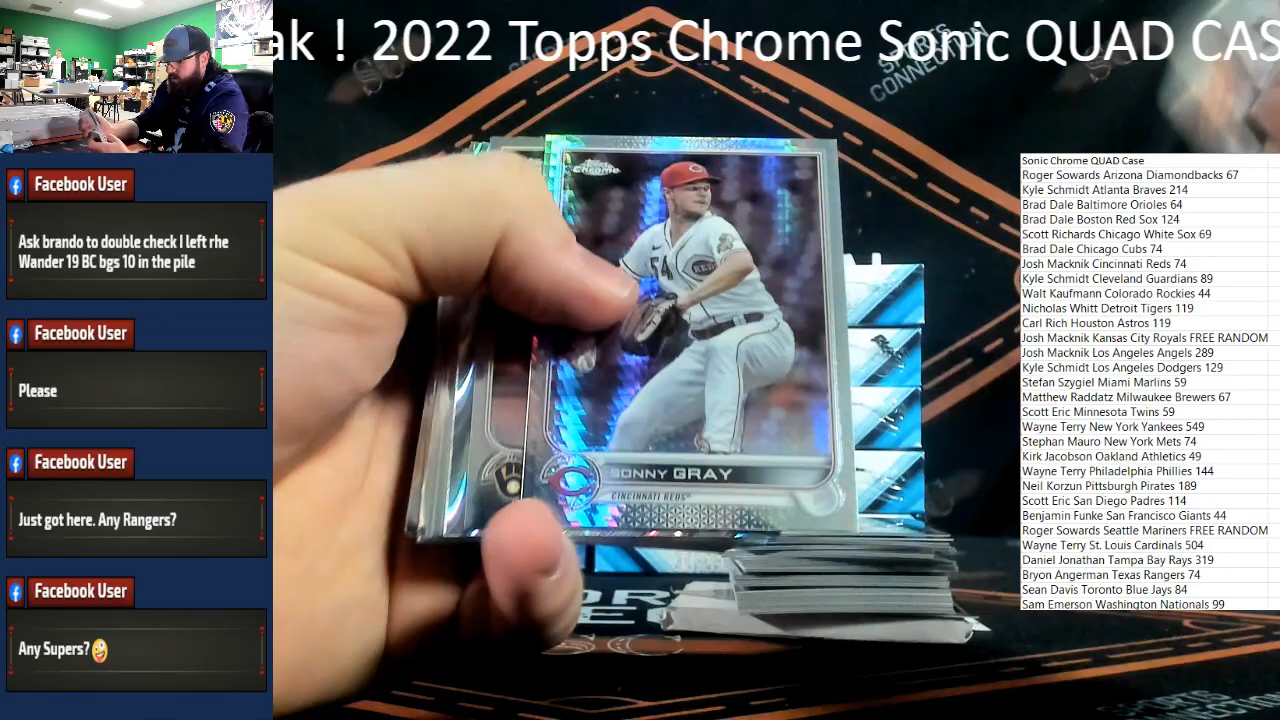 ak ! 2022 Topps Chrome Sonic QUAD CAS
SPORTS
CONNECTION
Facebook User
Ask brando to double check I left rhe
Wander 19 BC bgs 10 in the pile
Facebook User
Please
Facebook User
Just got here. Any Rangers?
Facebook User
Any Supers?🤪
Topps
Chrome
REDS
54
SONNY GRAY
CINCINNATI REDS
Sonic Chrome QUAD Case
Roger Sowards Arizona Diamondbacks 67
Kyle Schmidt Atlanta Braves 214
Brad Dale Baltimore Orioles 64
Brad Dale Boston Red Sox 124
Scott Richards Chicago White Sox 69
Brad Dale Chicago Cubs 74
Josh Macknik Cincinnati Reds 74
Kyle Schmidt Cleveland Guardians 89
Walt Kaufmann Colorado Rockies 44
Nicholas Whitt Detroit Tigers 119
Carl Rich Houston Astros 119
Josh Macknik Kansas City Royals FREE RANDOM
Josh Macknik Los Angeles Angels 289
Kyle Schmidt Los Angeles Dodgers 129
Stefan Szygiel Miami Marlins 59
Matthew Raddatz Milwaukee Brewers 67
Scott Eric Minnesota Twins 59
Wayne Terry New York Yankees 549
Stephan Mauro New York Mets 74
Kirk Jacobson Oakland Athletics 49
Wayne Terry Philadelphia Phillies 144
Neil Korzun Pittsburgh Pirates 189
Scott Eric San Diego Padres 114
Benjamin Funke San Francisco Giants 44
Roger Sowards Seattle Mariners FREE RANDOM
Wayne Terry St. Louis Cardinals 504
Daniel Jonathan Tampa Bay Rays 319
Bryon Angerman Texas Rangers 74
Sean Davis Toronto Blue Jays 84
Sam Emerson Washington Nationals 99